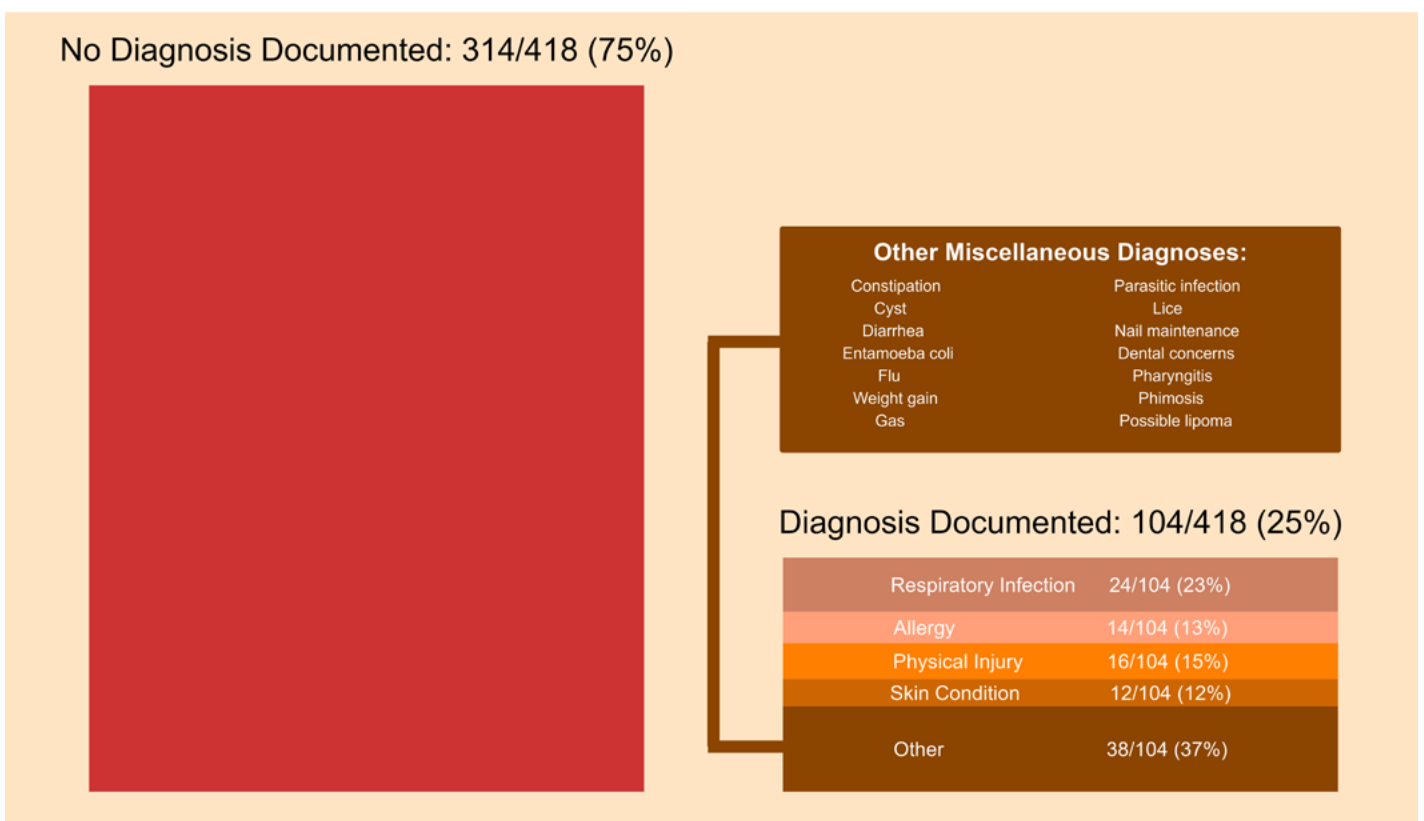 No Diagnosis Documented: 314/418 (75%)
Other Miscellaneous Diagnoses:
Constipation Parasitic infection
Cyst Lice
Diarrhea Nail maintenance
Entamoeba coli Dental concerns
Flu Pharyngitis
Weight gain Phimosis
Gas Possible lipoma
Diagnosis Documented: 104/418 (25%)
Respiratory Infection 24/104 (23%)
Allergy 14/104 (13%)
Physical Injury 16/104 (15%)
Skin Condition 12/104 (12%)
Other 38/104 (37%)